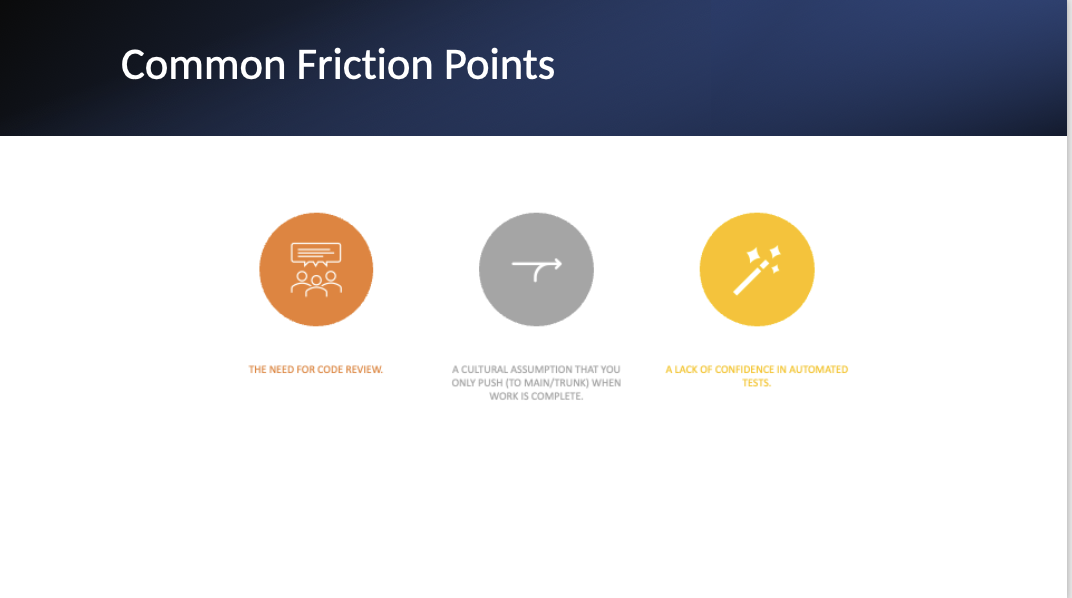 Common Friction Points
THE NEED FOR CODE REVIEW.
A CULTURAL ASSUMPTION THAT YOU
ONLY PUSH (TO MAIN/TRUNK) WHEN
WORK IS COMPLETE.
A LACK OF CONFIDENCE IN AUTOMATED
TESTS.